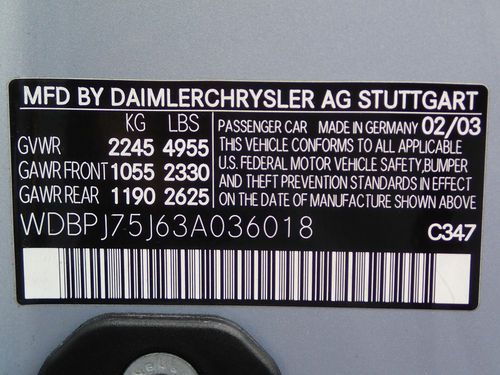 MFD BY DAIMLERCHRYSLER AG STUTTGART
KG LBS
GVWR 2245 4955
GAWR FRONT 1055 2330
GAWR REAR 1190 2625
PASSENGER CAR MADE IN GERMANY 02/03
THIS VEHICLE CONFORMS TO ALL APPLICABLE
U.S. FEDERAL MOTOR VEHICLE SAFETY, BUMPER
AND THEFT PREVENTION STANDARDS IN EFFECT
ON THE DATE OF MANUFACTURE SHOWN ABOVE.
WDBPJ75J63A036018
C347